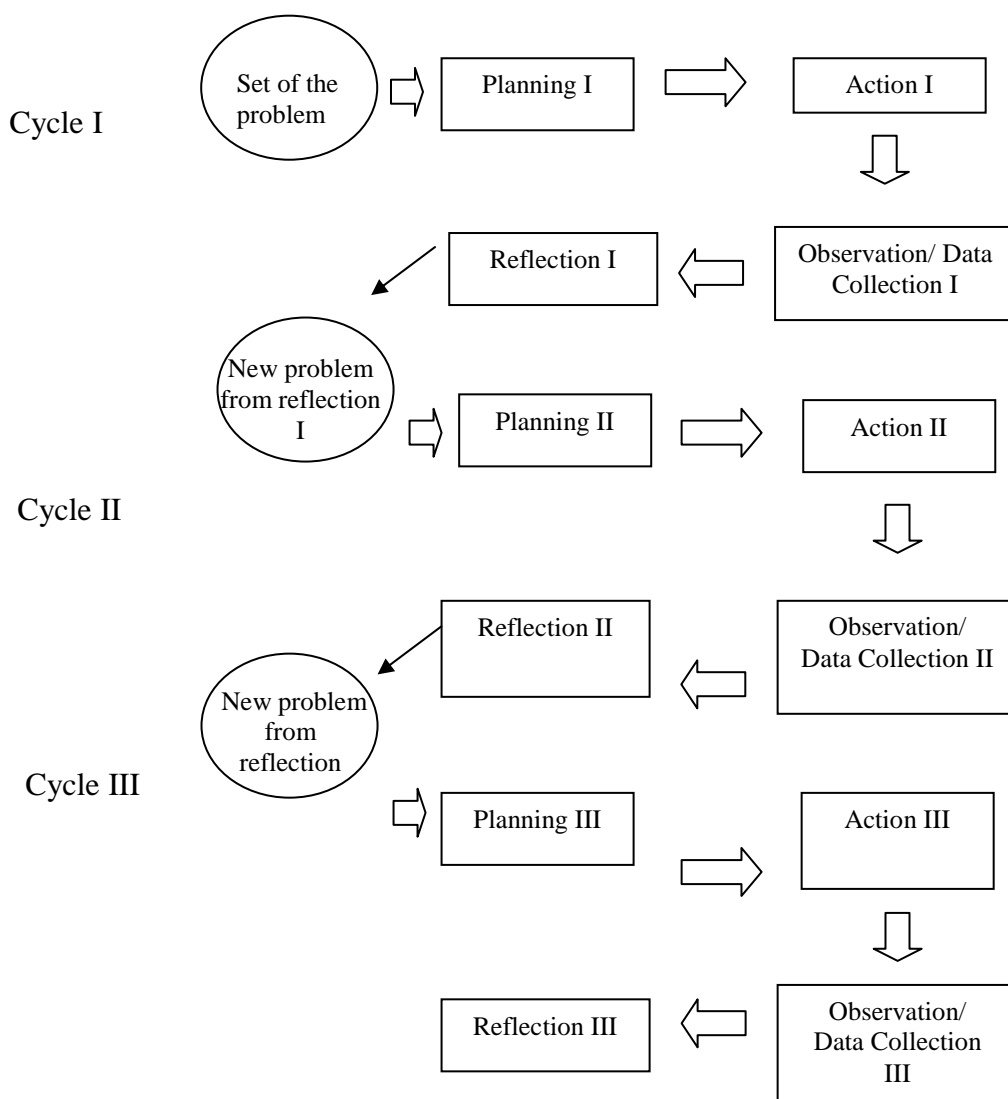 Cycle I
Set of the
problem
Planning I
Action I
Reflection I
Observation/ Data
Collection I
New problem
from reflection
I
Planning II
Action II
Cycle II
Reflection II
Observation/
Data Collection II
New problem
from
reflection
Cycle III
Planning III
Action III
Reflection III
Observation/
Data Collection
III